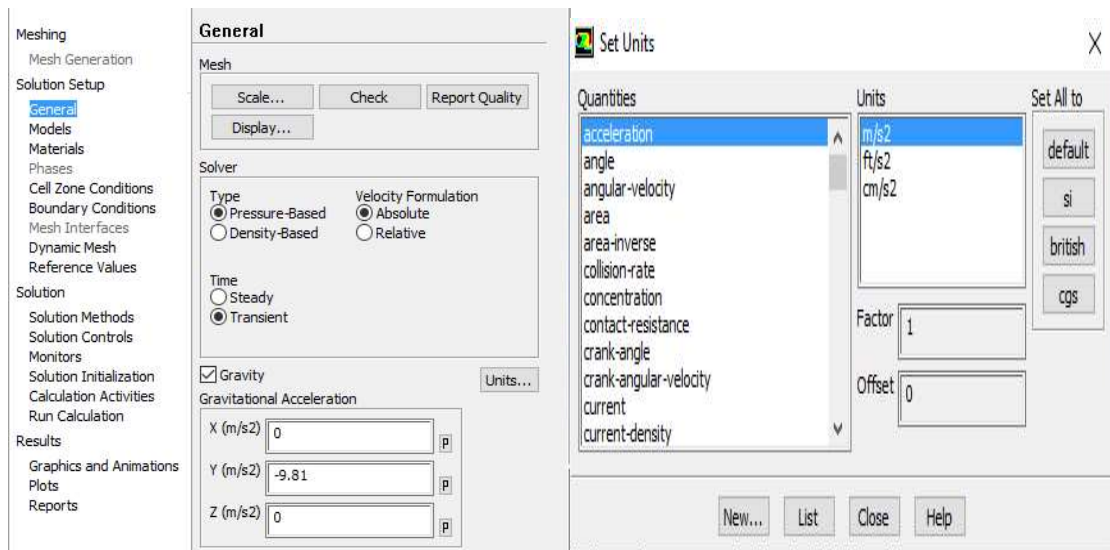 Meshing
Mesh Generation
Solution Setup
General
Models
Materials
Phases
Cell Zone Conditions
Boundary Conditions
Mesh Interfaces
Dynamic Mesh
Reference Values
Solution
Solution Methods
Solution Controls
Monitors
Solution Initialization
Calculation Activities
Run Calculation
Results
Graphics and Animations
Plots
Reports
General
Mesh
Scale... Check Report Quality
Display...
Solver
Type Velocity Formulation
Pressure-Based Absolute
Density-Based Relative
Time
Steady
Transient
Gravity Units...
Gravitational Acceleration
X (m/s2) 0 P
Y (m/s2) -9.81 P
Z (m/s2) 0 P
Set Units
Quantities
acceleration
angle
angular-velocity
area
area-inverse
collision-rate
concentration
contact-resistance
crank-angle
crank-angular-velocity
current
current-density
Units
m/s2
ft/s2
cm/s2
Factor 1
Offset 0
Set All to
default
si
british
cgs
New... List Close Help